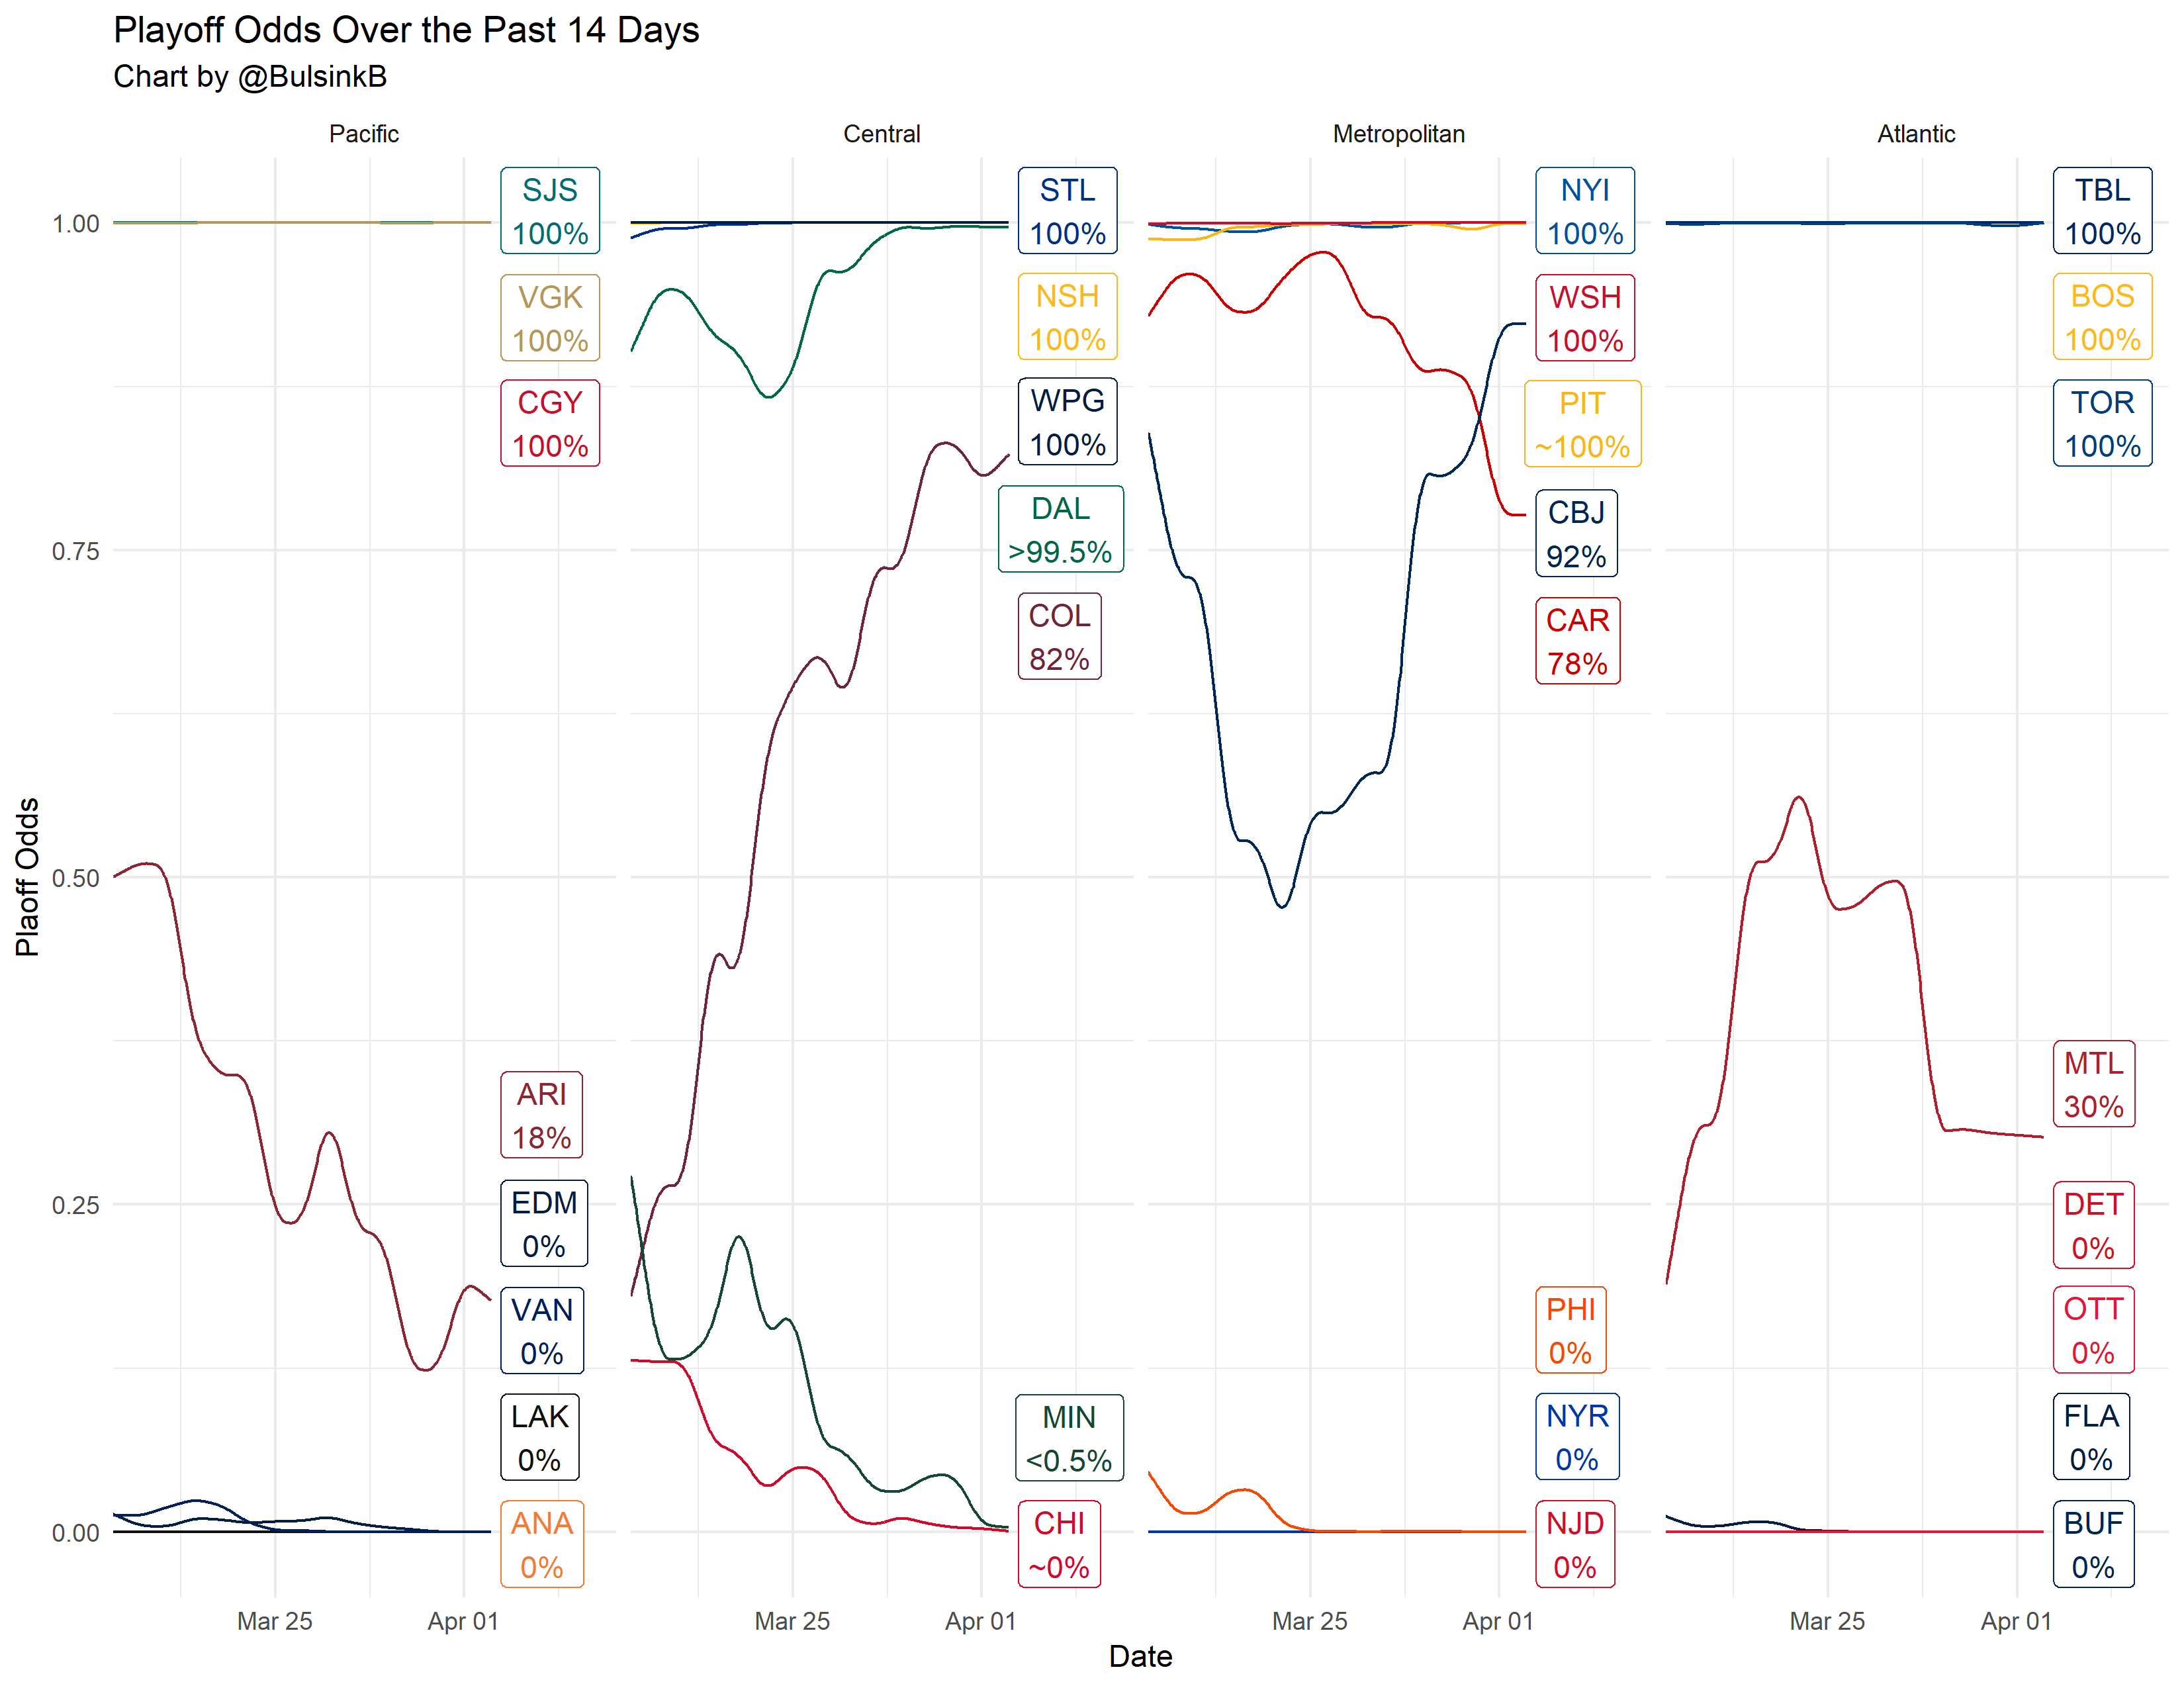 Playoff Odds Over the Past 14 Days
Chart by @BulsinkB
Pacific
Central
Metropolitan
Atlantic
Plaoff Odds
1.00
0.75
0.50
0.25
0.00
SJS
100%
VGK
100%
CGY
100%
ARI
18%
EDM
0%
VAN
0%
LAK
0%
ANA
0%
STL
100%
NSH
100%
WPG
100%
DAL
>99.5%
COL
82%
MIN
<0.5%
CHI
~0%
NYI
100%
WSH
100%
PIT
~100%
CBJ
92%
CAR
78%
PHI
0%
NYR
0%
NJD
0%
TBL
100%
BOS
100%
TOR
100%
MTL
30%
DET
0%
OTT
0%
FLA
0%
BUF
0%
Mar 25
Apr 01
Mar 25
Apr 01
Mar 25
Apr 01
Mar 25
Apr 01
Date